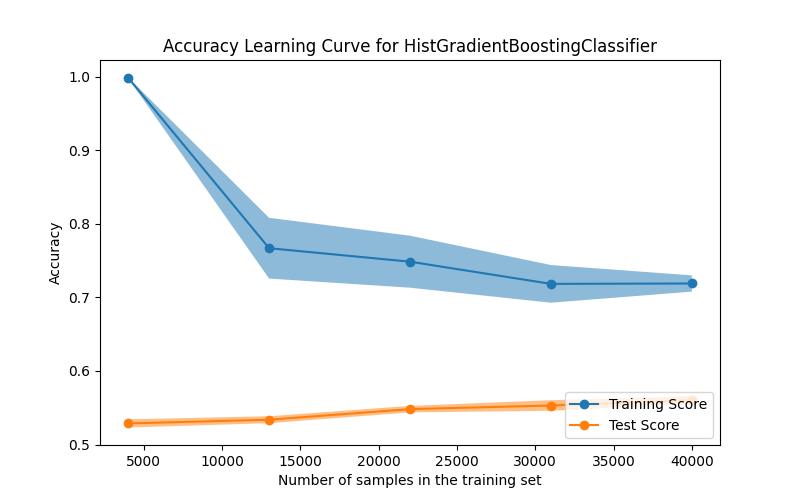 Accuracy Learning Curve for HistGradientBoostingClassifier
1.0
0.9
0.8
0.7
0.6
0.5
Accuracy
Training Score
Test Score
5000 10000 15000 20000 25000 30000 35000 40000
Number of samples in the training set